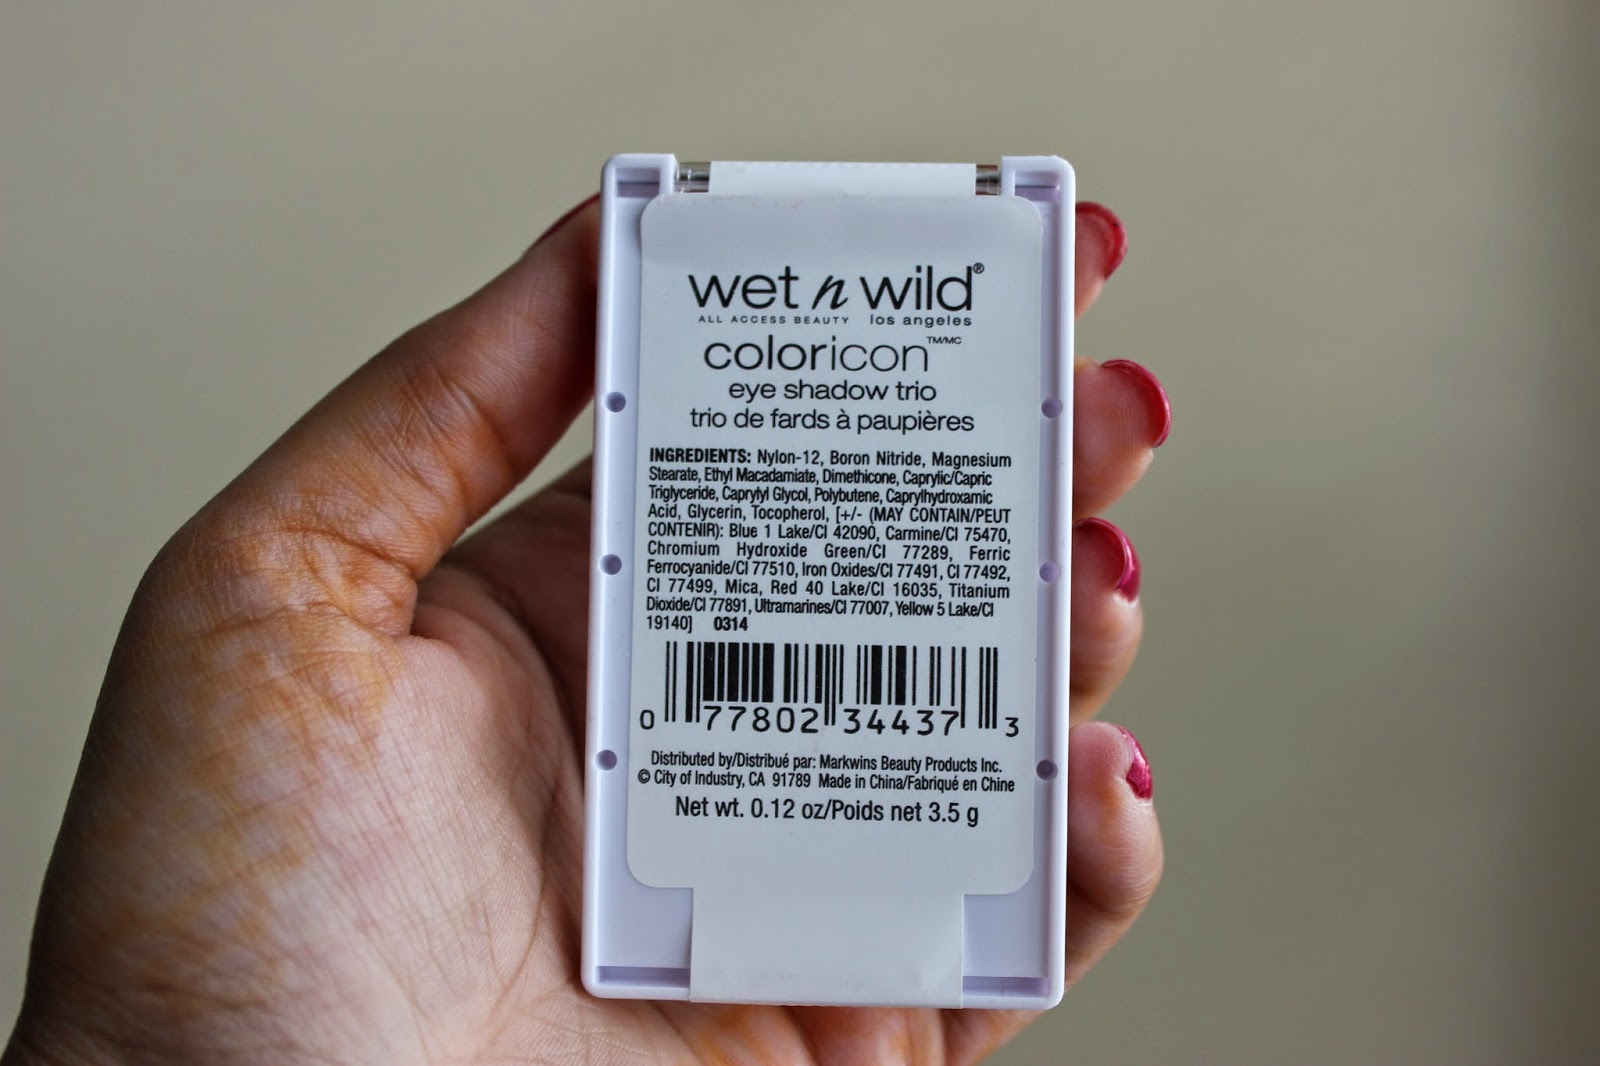 wet n wild®
ALL ACCESS BEAUTY los angeles
coloricon™/MC
eye shadow trio
trio de fards à paupières
INGREDIENTS: Nylon-12, Boron Nitride, Magnesium
Stearate, Ethyl Macadamiate, Dimethicone, Caprylic/Capric
Triglyceride, Caprylyl Glycol, Polybutene, Caprylhydroxamic
Acid, Glycerin, Tocopherol, [+/- (MAY CONTAIN/PEUT
CONTENIR): Blue 1 Lake/CI 42090, Carmine/CI 75470,
Chromium Hydroxide Green/CI 77289, Ferric
Ferrocyanide/CI 77510, Iron Oxides/CI 77491, CI 77492,
CI 77499, Mica, Red 40 Lake/CI 16035, Titanium
Dioxide/CI 77891, Ultramarines/CI 77007, Yellow 5 Lake/CI
19140] 0314
0 77802 34437 3
Distributed by/Distribué par: Markwins Beauty Products Inc.
© City of Industry, CA 91789 Made in China/Fabriqué en Chine
Net wt. 0.12 oz/Poids net 3.5 g